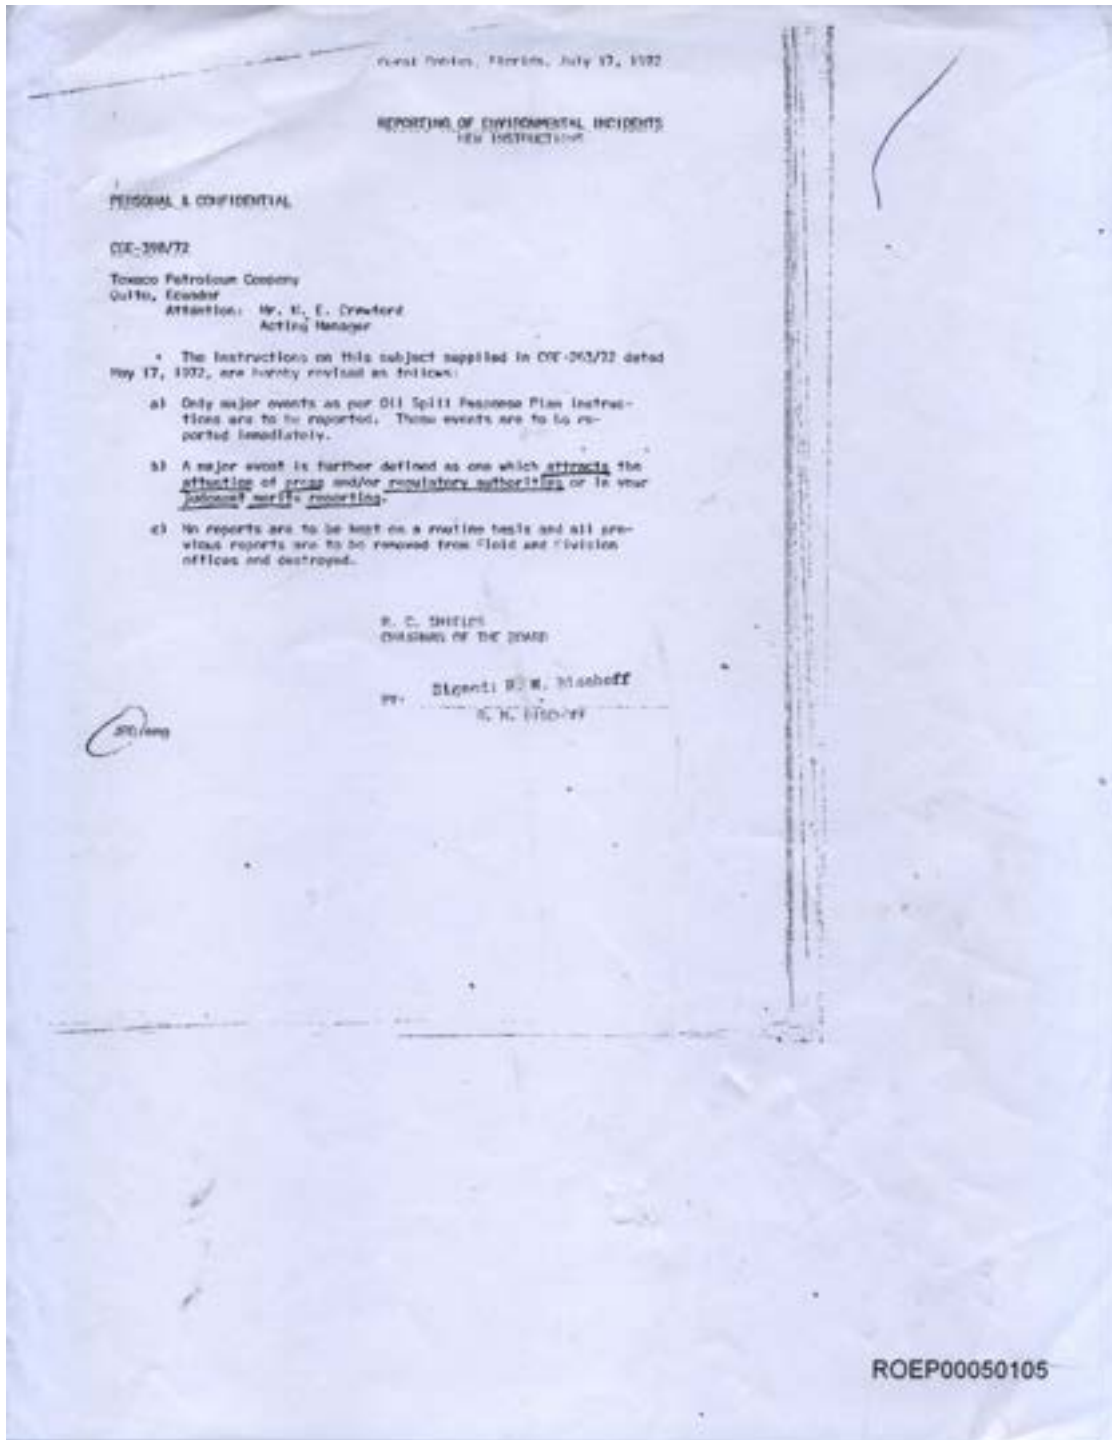 Coral Gables, Florida, July 17, 1972
REPORTING OF ENVIRONMENTAL INCIDENTS
NEW INSTRUCTIONS
PERSONAL & CONFIDENTIAL
Texaco Petroleum Company
Quito, Ecuador
Attention: Mr. E. Crawford
Acting Manager
The instructions on this subject supplied in dated
May 17, 1972, are hereby revised as follows:
a) Only major events as per Oil Spill Response Plan instruc-
tions are to be reported. These events are to be re-
ported immediately.
b) A major event is further defined as one which attracts the
attention of press and/or regulatory authorities or in your
judgment merits reporting.
c) No reports are to be kept on a routine basis and all pre-
vious reports are to be removed from Field and Division
offices and destroyed.
R. C. SHIELDS
CHAIRMAN OF THE BOARD
BY: Signed: Bischoff
BISCHOFF
ROEP00050105